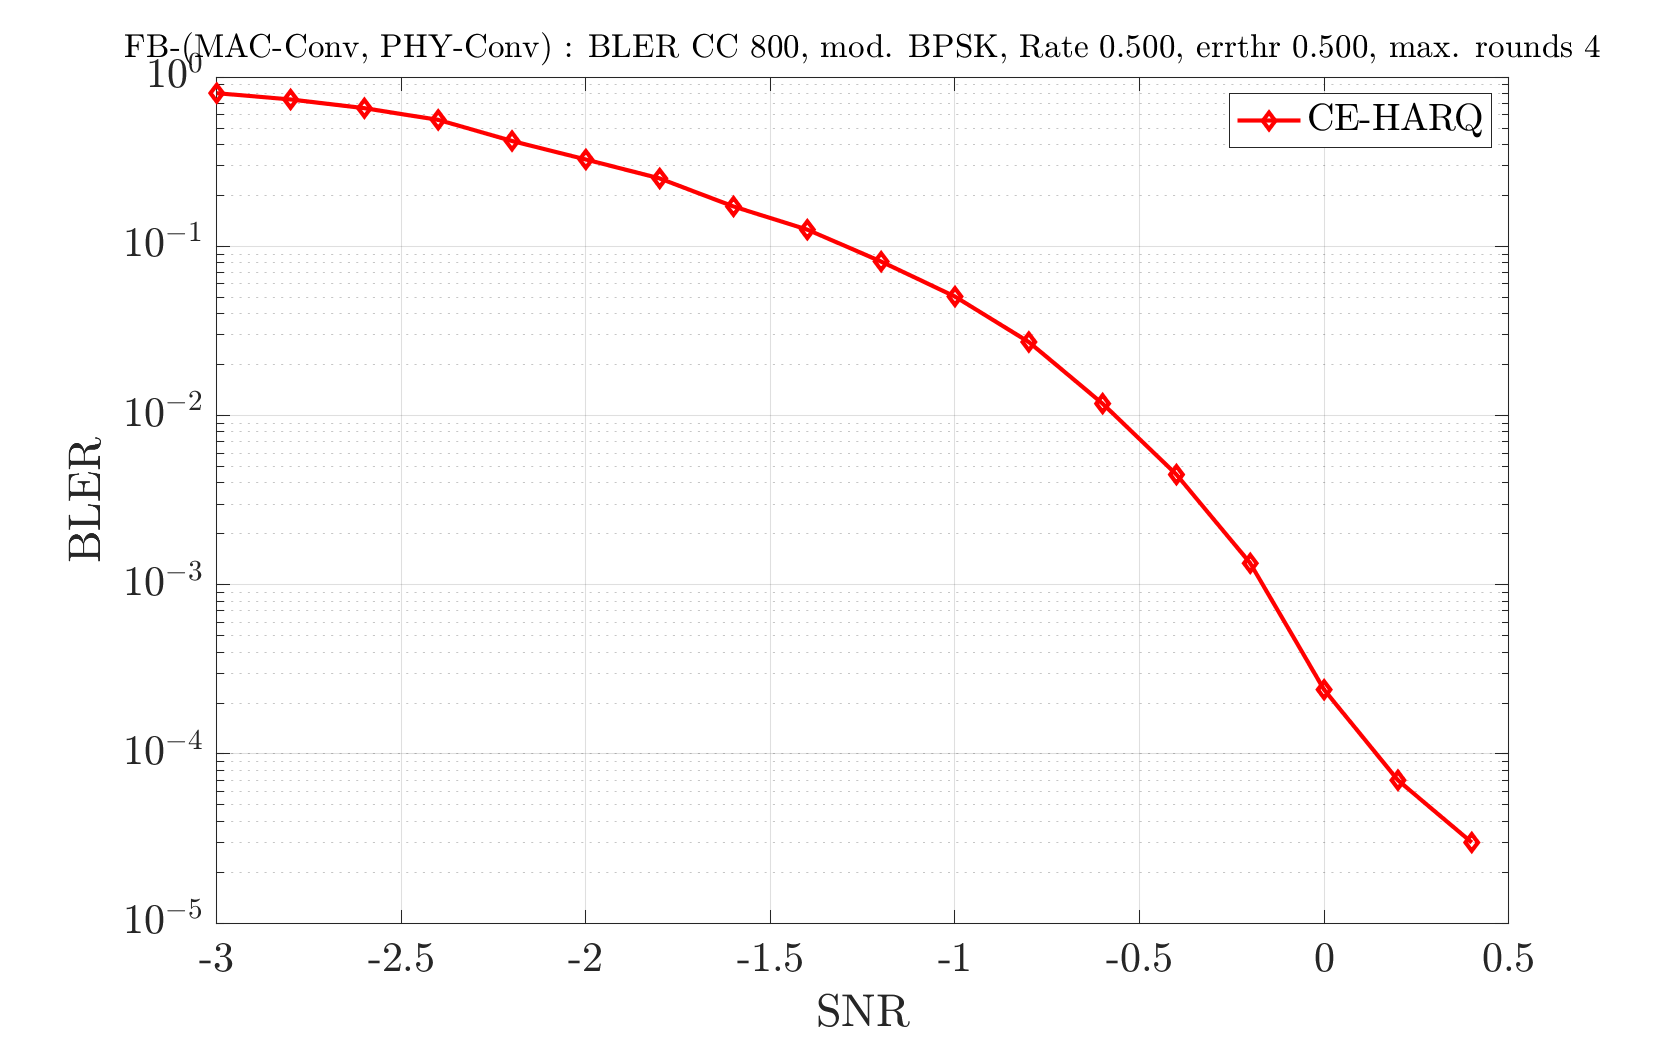 FB-(MAC-Conv, PHY-Conv) : BLER CC 800, mod. BPSK, Rate 0.500, errthr 0.500, max. rounds 4
CE-HARQ
10^0
10^-1
10^-2
10^-3
10^-4
10^-5
BLER
-3 -2.5 -2 -1.5 -1 -0.5 0 0.5
SNR